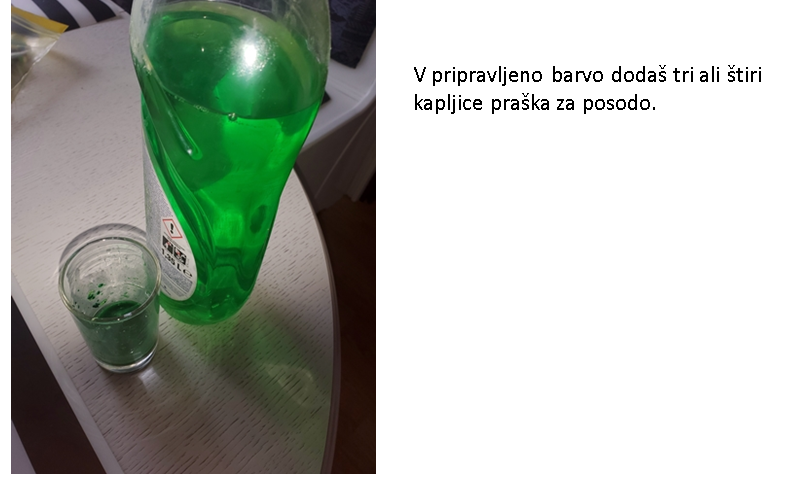 V pripravljeno barvo dodaš tri ali štiri
kapljice praška za posodo.